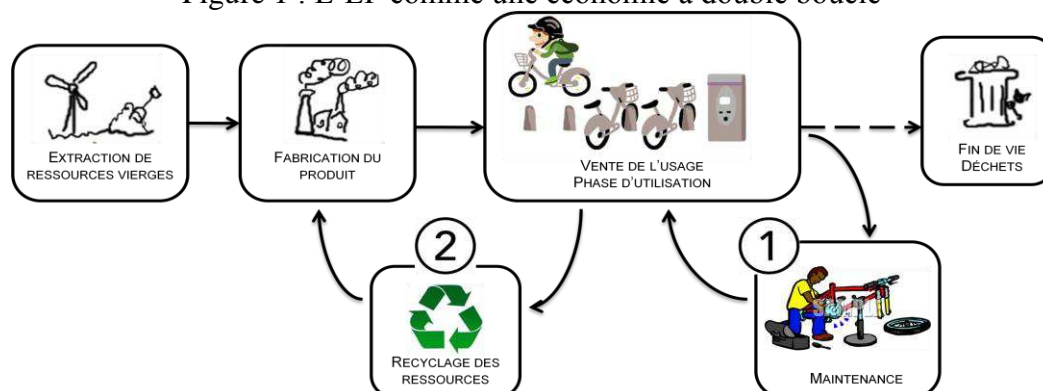 Figure 1 : L'EF comme une économie à double boucle
EXTRACTION DE
RESSOURCES VIERGES
FABRICATION DU
PRODUIT
VENTE DE L'USAGE
PHASE D'UTILISATION
FIN DE VIE
DÉCHETS
2
RECYCLAGE DES
RESSOURCES
1
MAINTENANCE